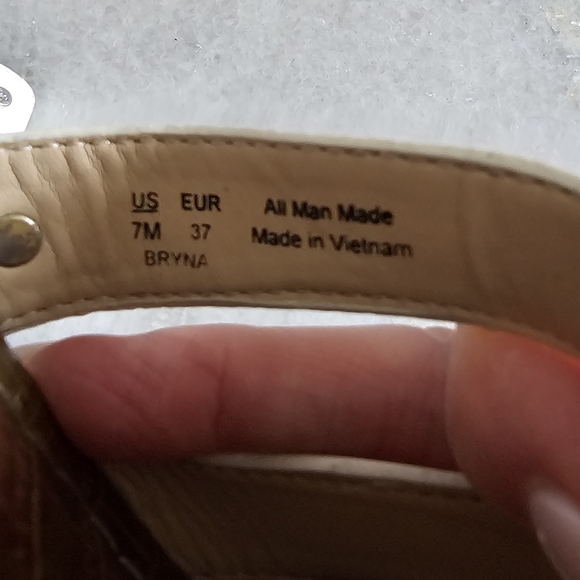 US EUR All Man Made
7M 37 Made in Vietnam
BRYNA